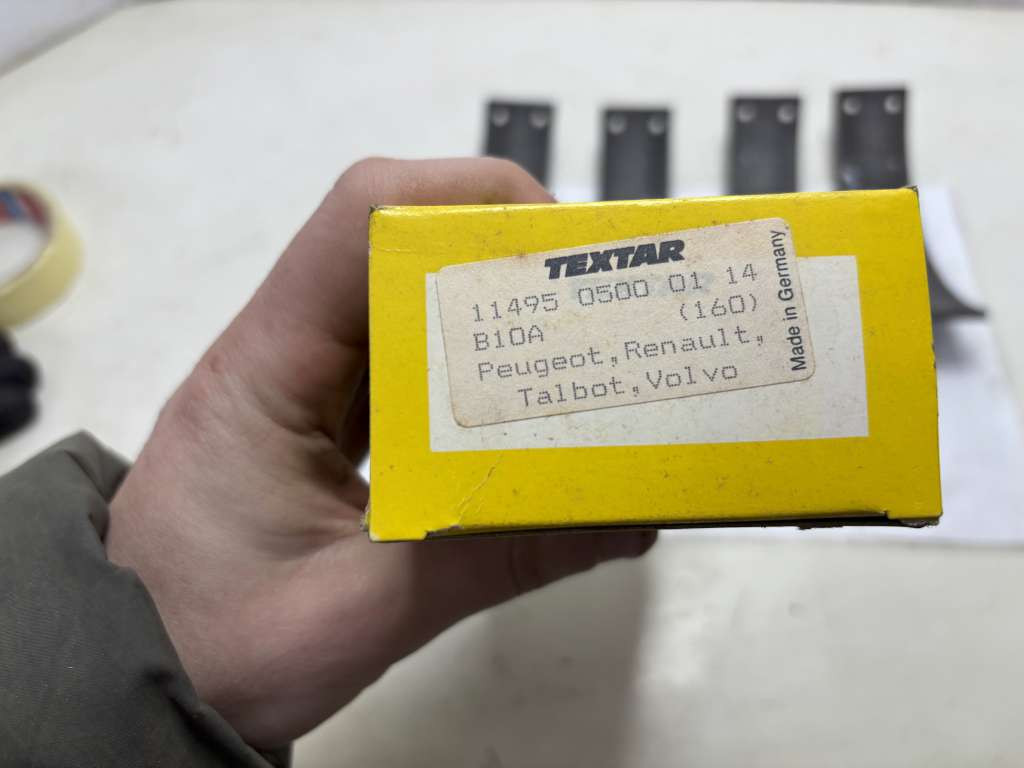 TEXTAR
11495 0500 01 14
B10A (160)
Peugeot, Renault,
Talbot, Volvo
Made in Germany